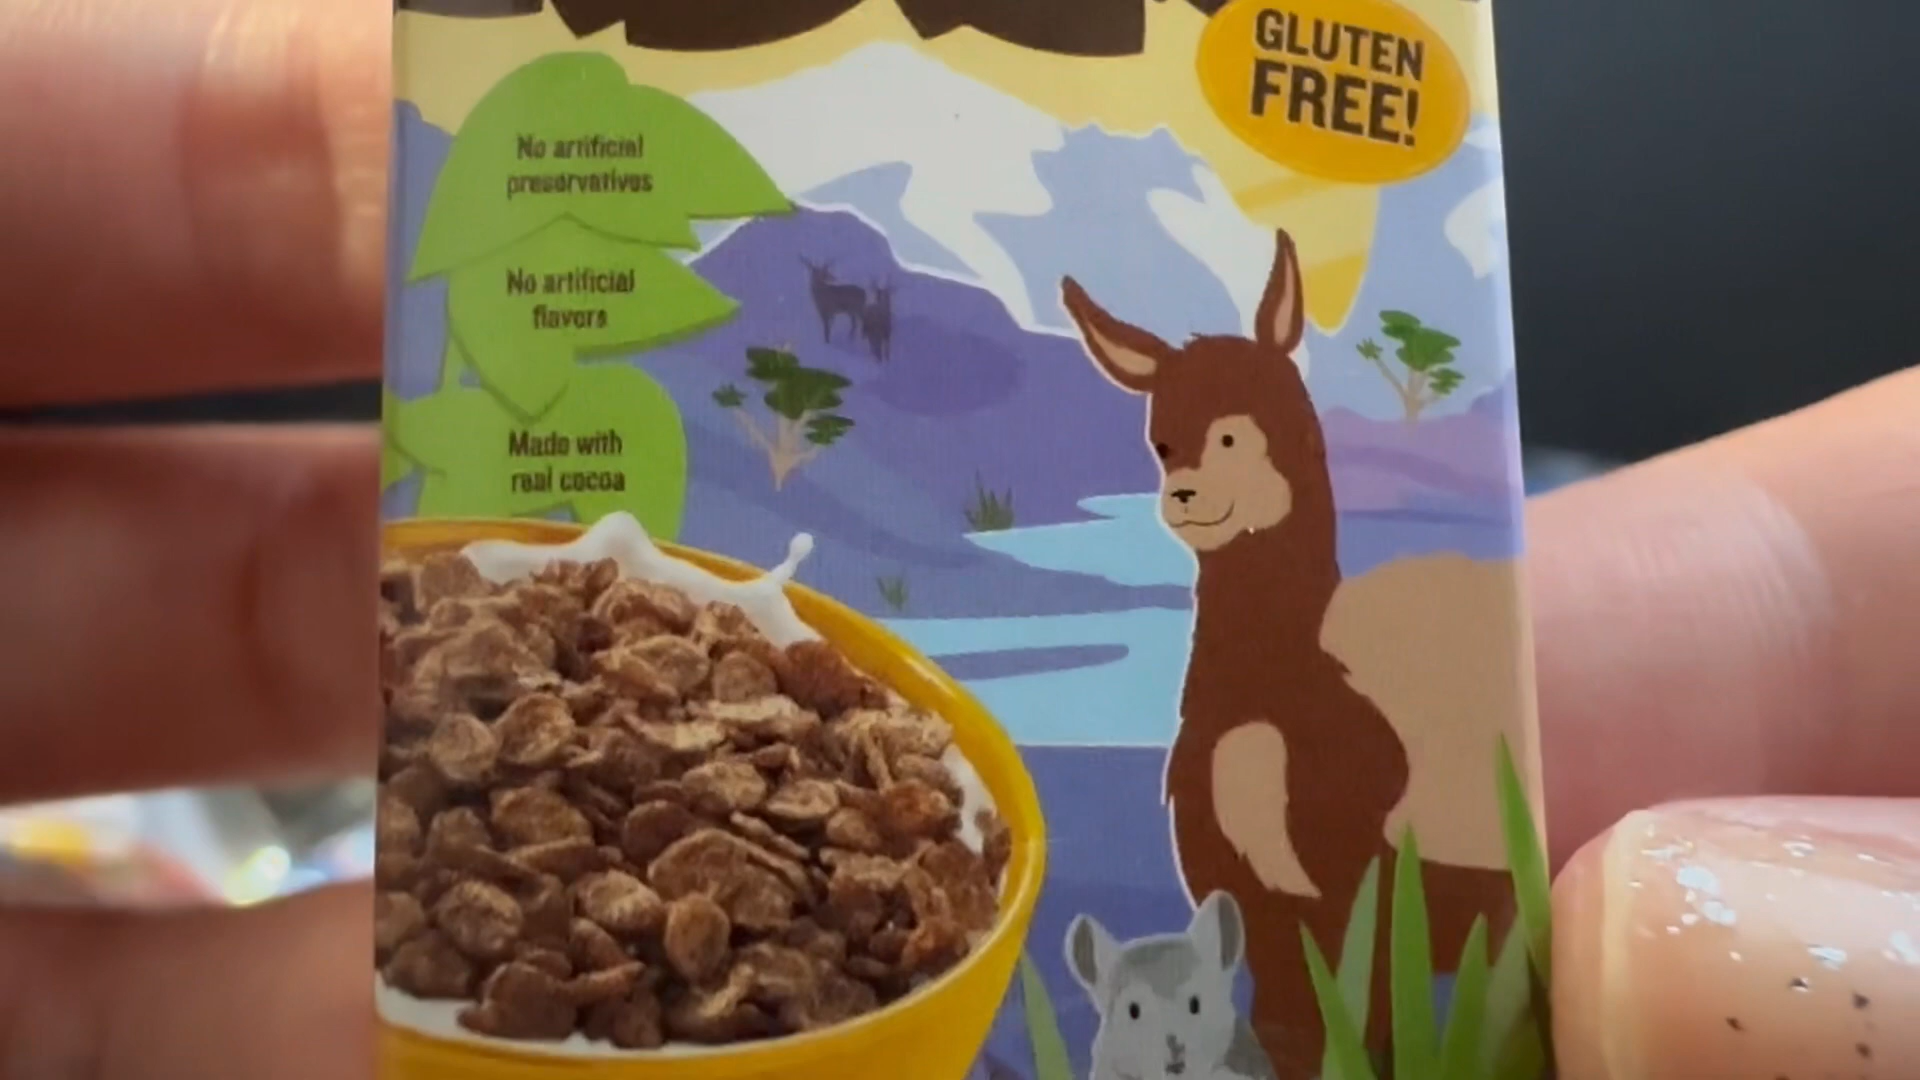 GLUTEN
FREE!
No artificial
preservatives
No artificial
flavors
Made with
real cocoa